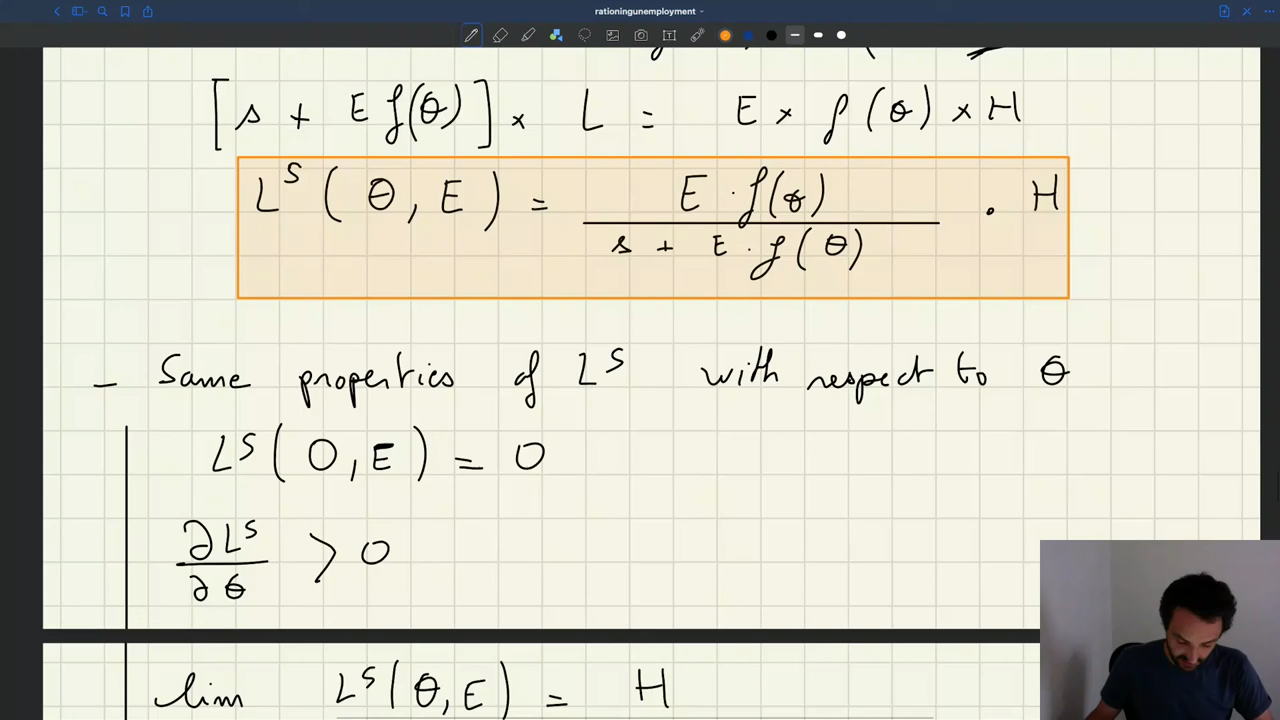 rationingunemployment
[s + E f(θ)] × L = E × f(θ) × H
L^S(θ, E) = E · f(θ) / s + E · f(θ) . H
– Same properties of L^S with respect to θ
L^S(0, E) = 0
∂L^S / ∂θ > 0
lim L^S(θ, E) = H